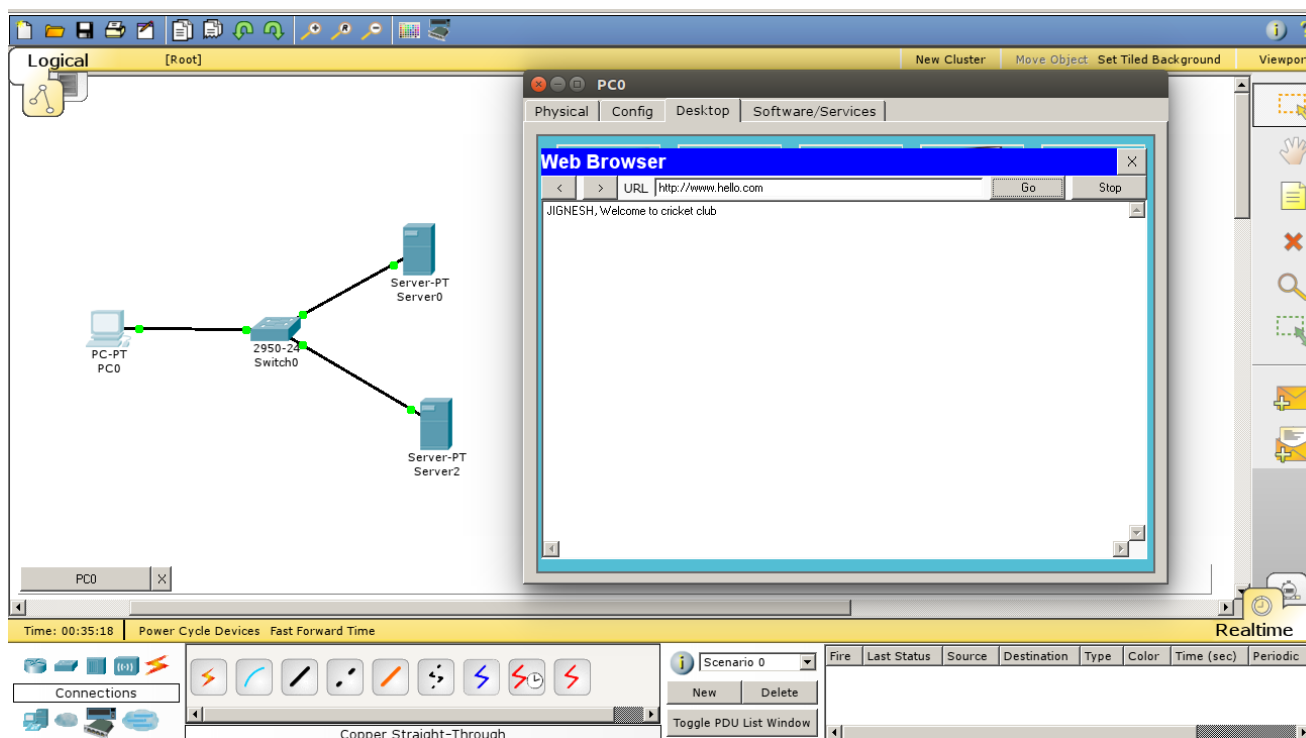 Logical
[Root]
New Cluster
Move Object
Set Tiled Background
Viewpor
PC0
Physical
Config
Desktop
Software/Services
Web Browser
X
<
>
URL
http://www.hello.com
Go
Stop
JIGNESH, Welcome to cricket club
Server-PT
Server0
PC-PT
PC0
2950-24
Switch0
Server-PT
Server2
PC0
X
Time: 00:35:18
Power Cycle Devices Fast Forward Time
Realtime
Connections
Copper Straight-Through
i
Scenario 0
New
Delete
Toggle PDU List Window
Fire
Last Status
Source
Destination
Type
Color
Time (sec)
Periodic